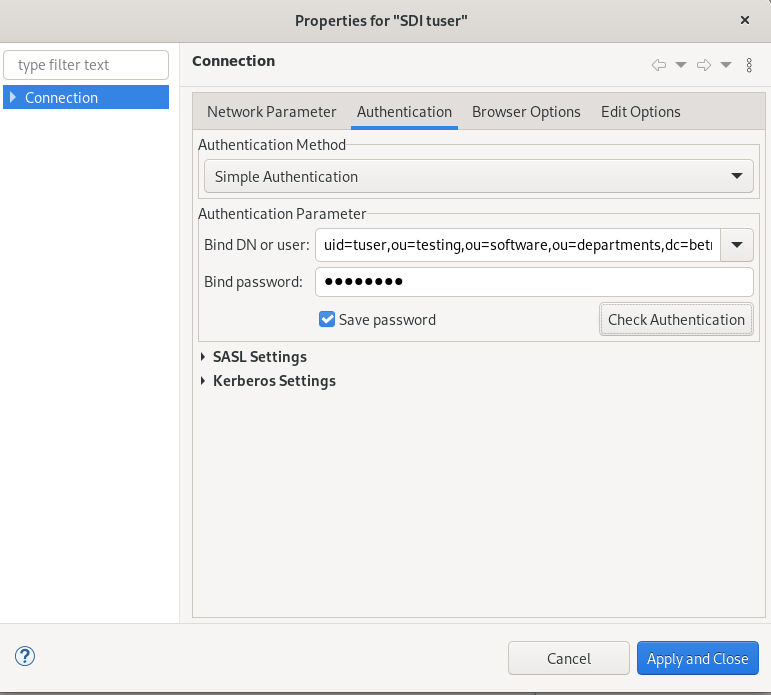 Properties for "SDI tuser"
type filter text
Connection
Connection
Network Parameter Authentication Browser Options Edit Options
Authentication Method
Simple Authentication
Authentication Parameter
Bind DN or user: uid=tuser,ou=testing,ou=software,ou=departments,dc=bet
Bind password: ●●●●●●●●
Save password Check Authentication
SASL Settings
Kerberos Settings
Cancel Apply and Close